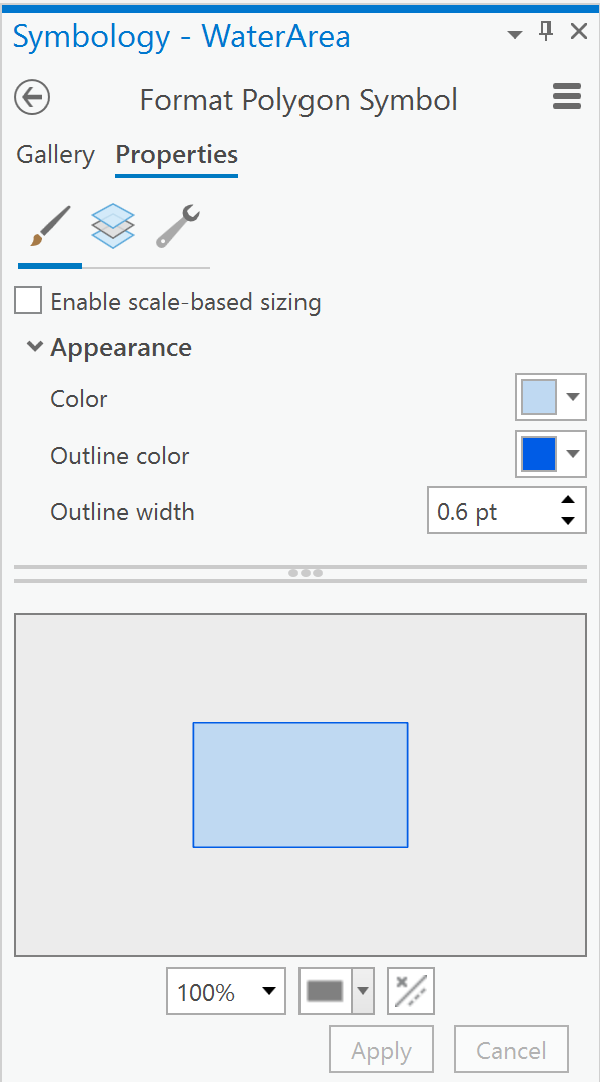 Symbology - WaterArea
Format Polygon Symbol
Gallery Properties
Enable scale-based sizing
Appearance
Color
Outline color
Outline width 0.6 pt
100%
Apply Cancel